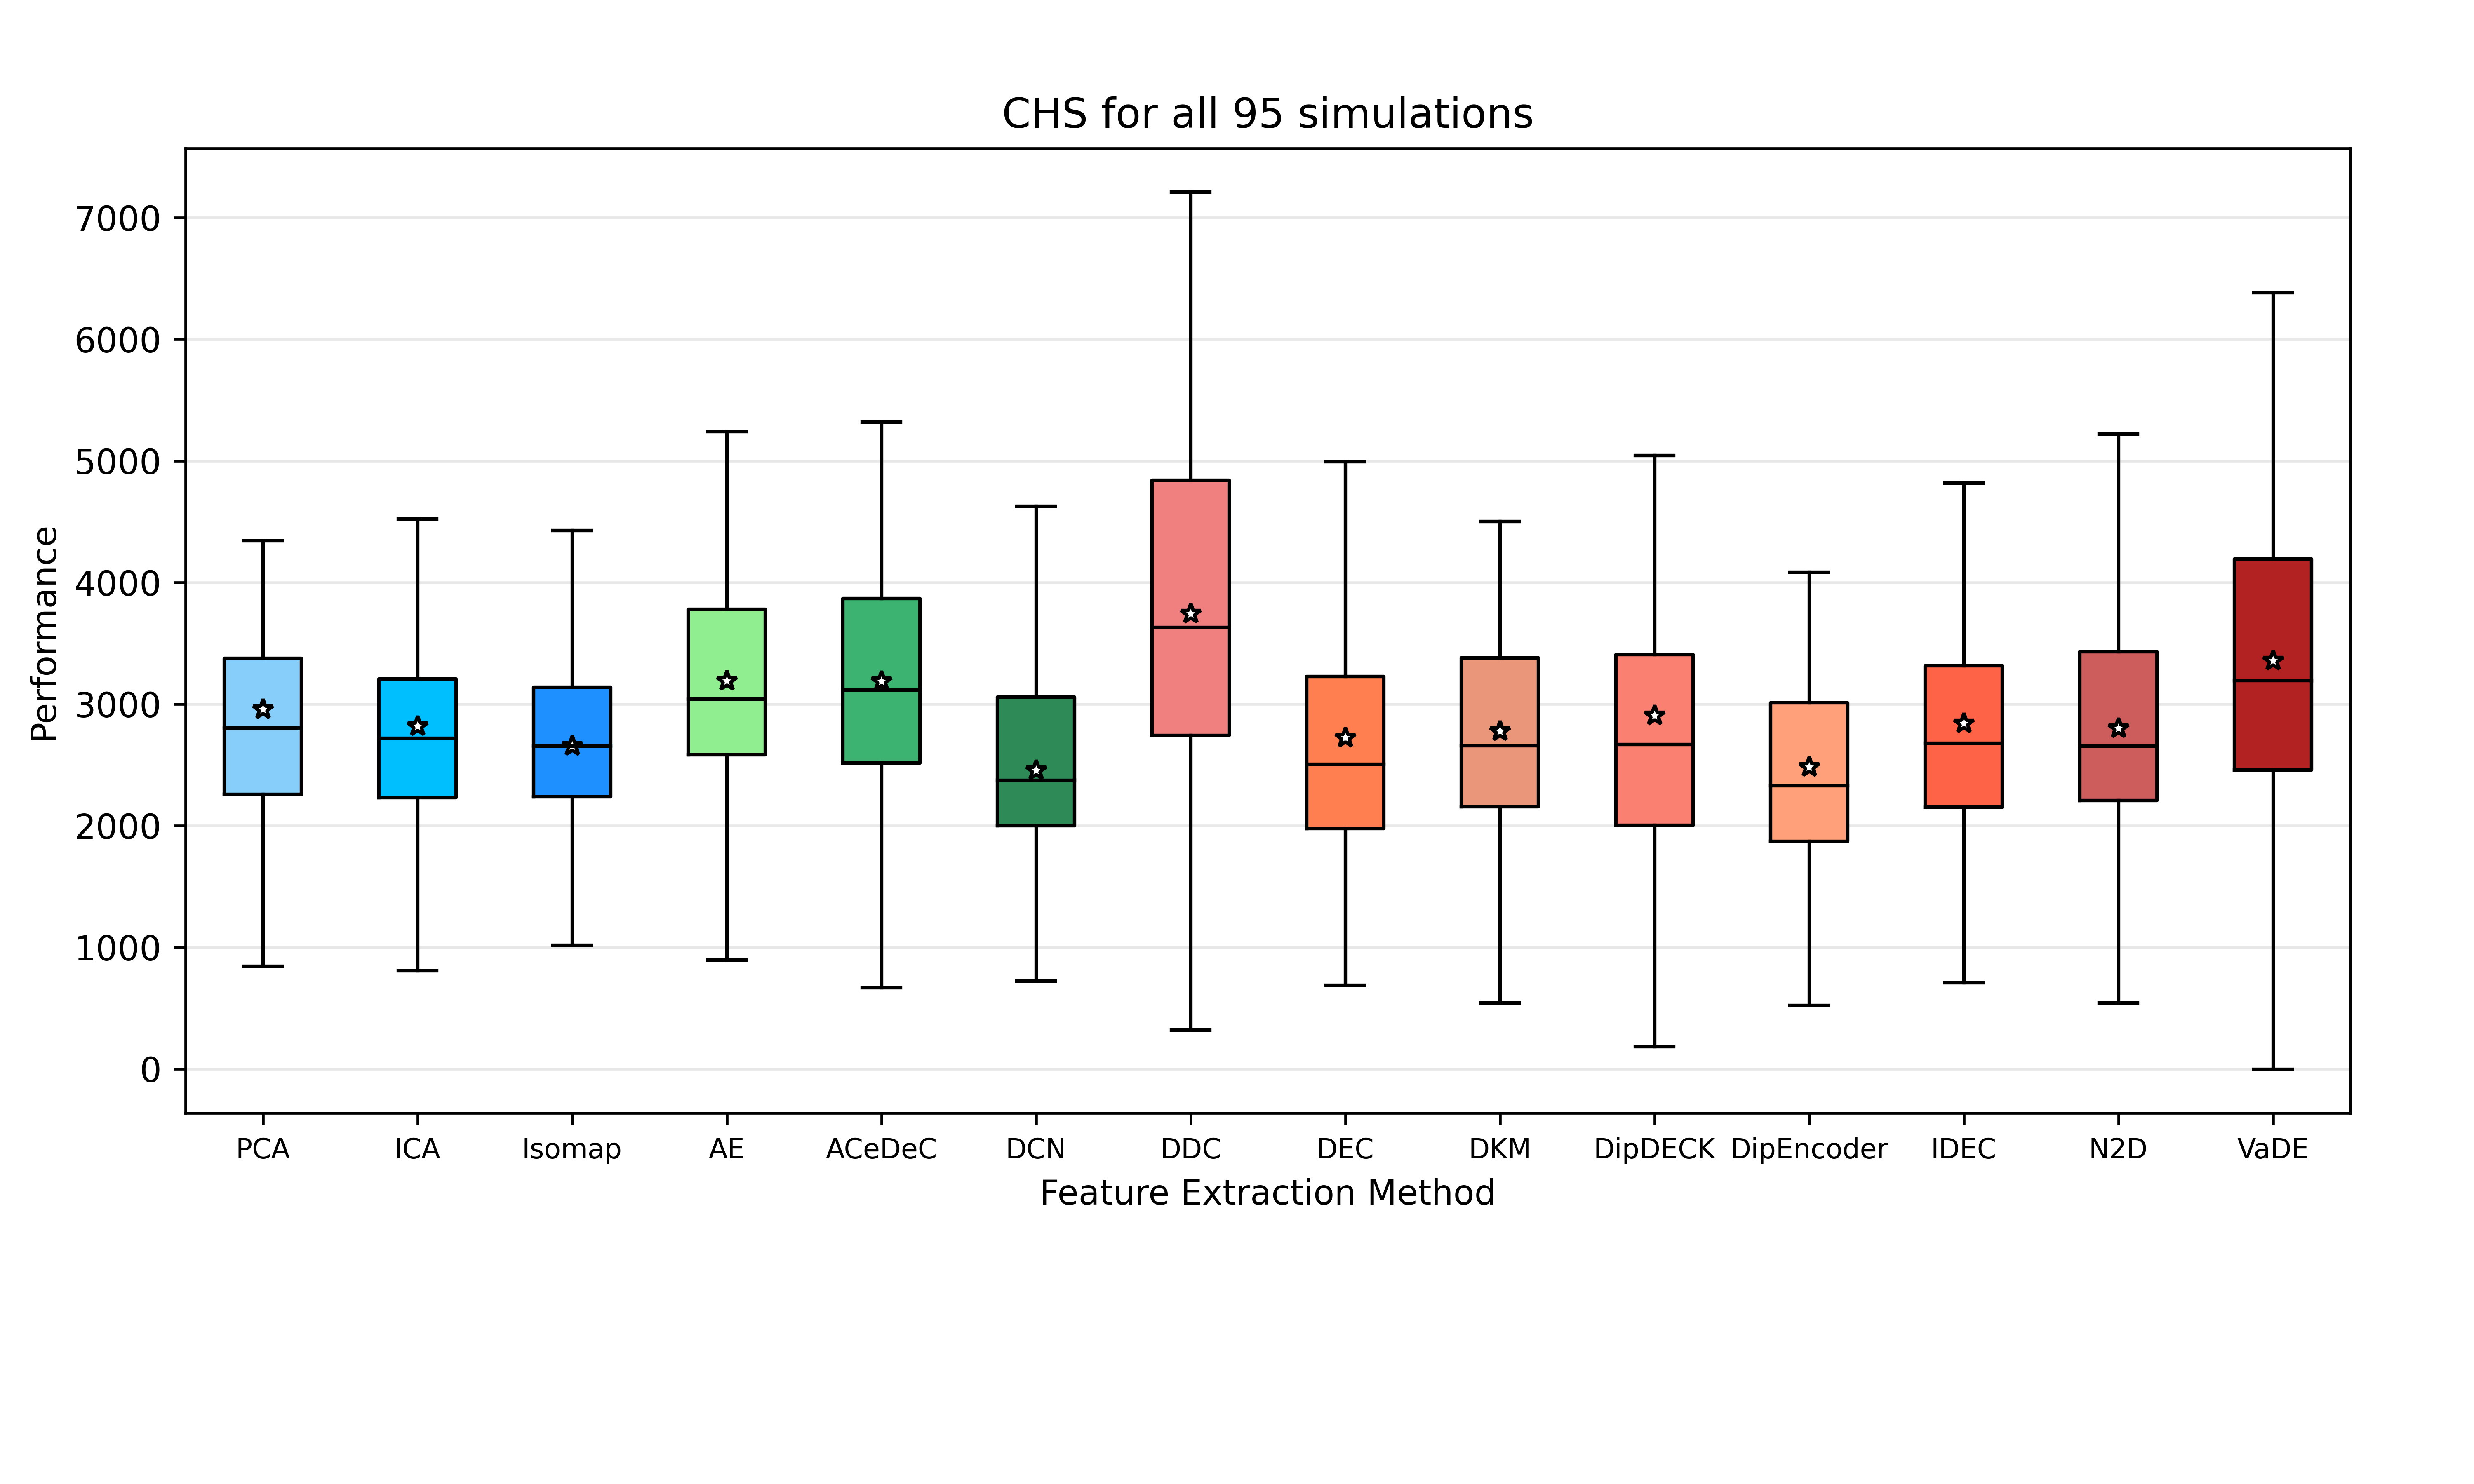 CHS for all 95 simulations
Performance
7000
6000
5000
4000
3000
2000
1000
0
PCA ICA Isomap AE ACeDeC DCN DDC DEC DKM DipDECK DipEncoder IDEC N2D VaDE
Feature Extraction Method